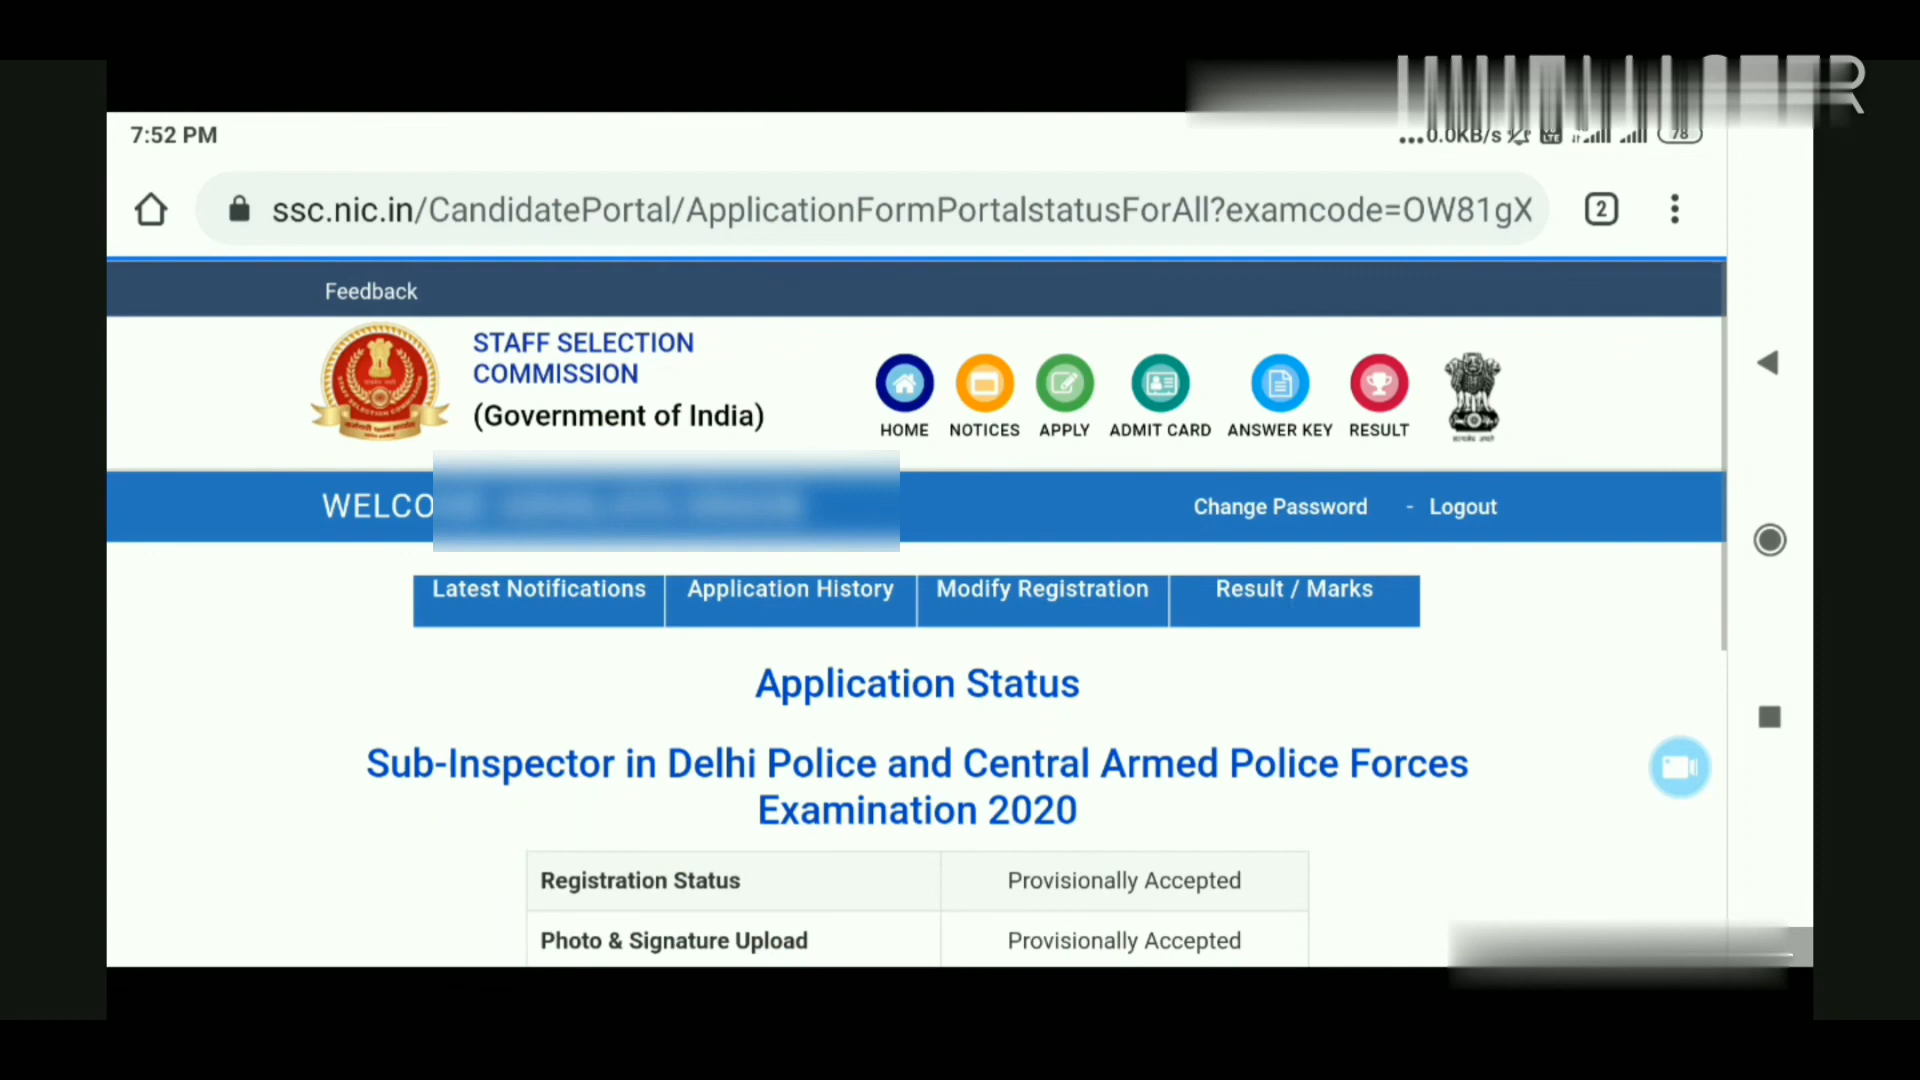 7:52 PM
...0.0KB/s
78
ssc.nic.in/CandidatePortal/ApplicationFormPortalstatusForAll?examcode=OW81gX
2
Feedback
STAFF SELECTION
COMMISSION
(Government of India)
HOME NOTICES APPLY ADMIT CARD ANSWER KEY RESULT
WELCO
Change Password - Logout
Latest Notifications Application History Modify Registration Result / Marks
Application Status
Sub-Inspector in Delhi Police and Central Armed Police Forces
Examination 2020
Registration Status Provisionally Accepted
Photo & Signature Upload Provisionally Accepted